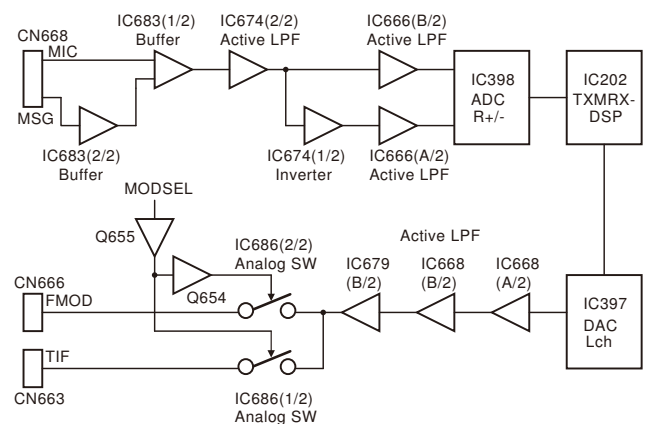 CN668
MIC
MSG
IC683(1/2)
Buffer
IC683(2/2)
Buffer
IC674(2/2)
Active LPF
IC674(1/2)
Inverter
IC666(B/2)
Active LPF
IC666(A/2)
Active LPF
IC398
ADC
R+/-
IC202
TXMRX-
DSP
MODSEL
Q655
Q654
IC686(2/2)
Analog SW
Active LPF
IC679
(B/2)
IC668
(B/2)
IC668
(A/2)
IC397
DAC
Lch
CN666
FMOD
TIF
CN663
IC686(1/2)
Analog SW